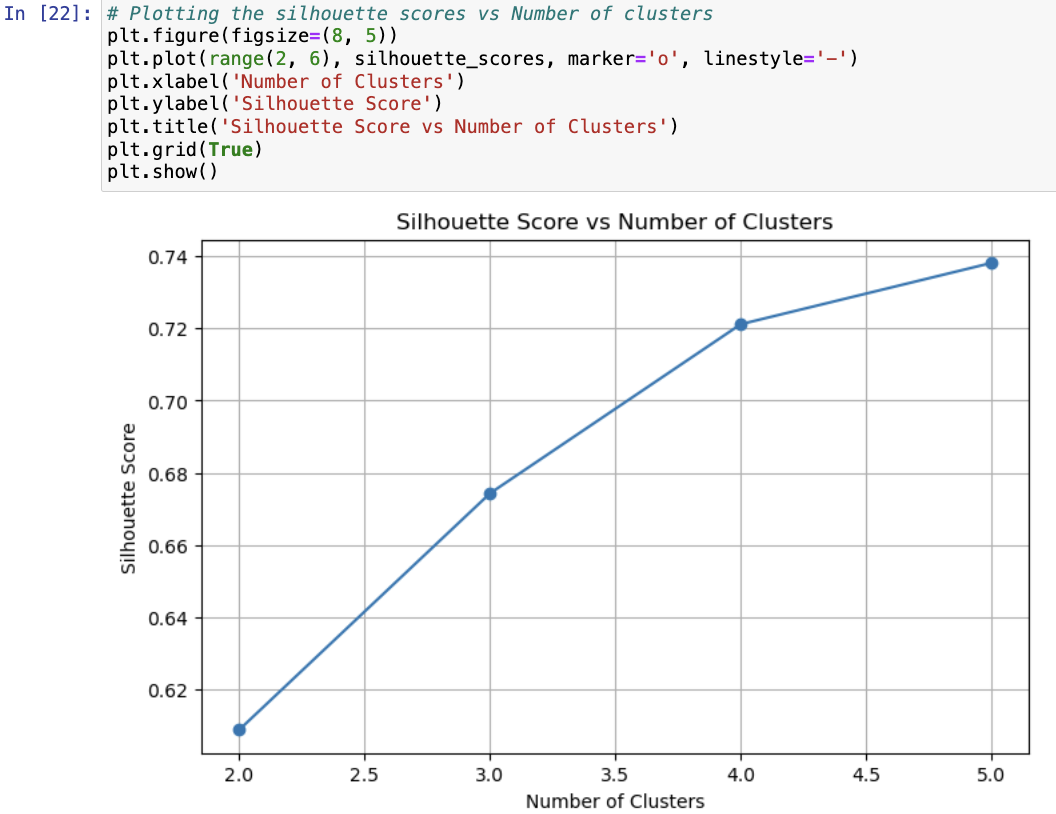 In [22]: # Plotting the silhouette scores vs Number of clusters
plt.figure(figsize=(8, 5))
plt.plot(range(2, 6), silhouette_scores, marker='o', linestyle='-')
plt.xlabel('Number of Clusters')
plt.ylabel('Silhouette Score')
plt.title('Silhouette Score vs Number of Clusters')
plt.grid(True)
plt.show()
Silhouette Score vs Number of Clusters
Silhouette Score
0.74
0.72
0.70
0.68
0.66
0.64
0.62
2.0 2.5 3.0 3.5 4.0 4.5 5.0
Number of Clusters